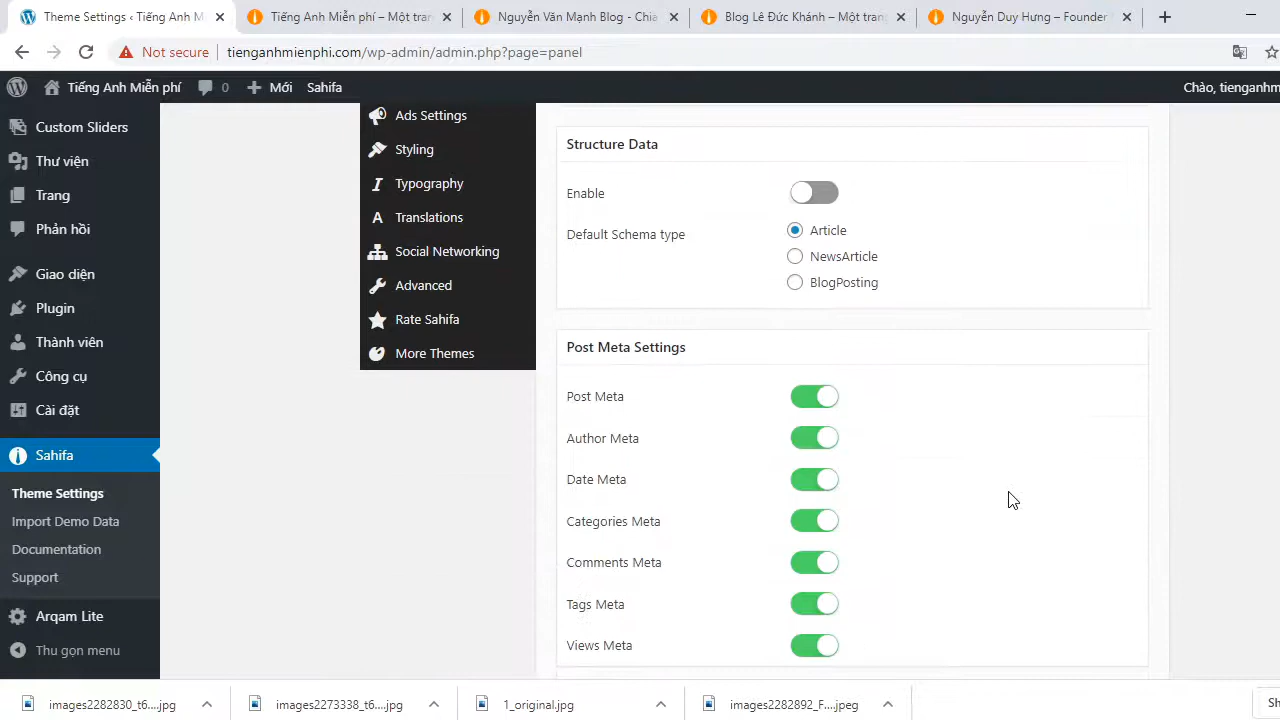 Theme Settings ‹ Tiếng Anh M
Tiếng Anh Miễn phí – Một tran
Nguyễn Văn Mạnh Blog - Chia
Blog Lê Đức Khánh – Một trang
Nguyễn Duy Hưng – Founder
Not secure
tienganhmienphi.com/wp-admin/admin.php?page=panel
Tiếng Anh Miễn phí
0
Mới
Sahifa
Chào, tienganhm
Custom Sliders
Thư viện
Trang
Phản hồi
Giao diện
Plugin
Thành viên
Công cụ
Cài đặt
Sahifa
Theme Settings
Import Demo Data
Documentation
Support
Arqam Lite
Thu gọn menu
Ads Settings
Styling
Typography
Translations
Social Networking
Advanced
Rate Sahifa
More Themes
Structure Data
Enable
Default Schema type
Article
NewsArticle
BlogPosting
Post Meta Settings
Post Meta
Author Meta
Date Meta
Categories Meta
Comments Meta
Tags Meta
Views Meta
images2282830_t6....jpg
images2273338_t6....jpg
1_original.jpg
images2282892_F....jpeg
Sh